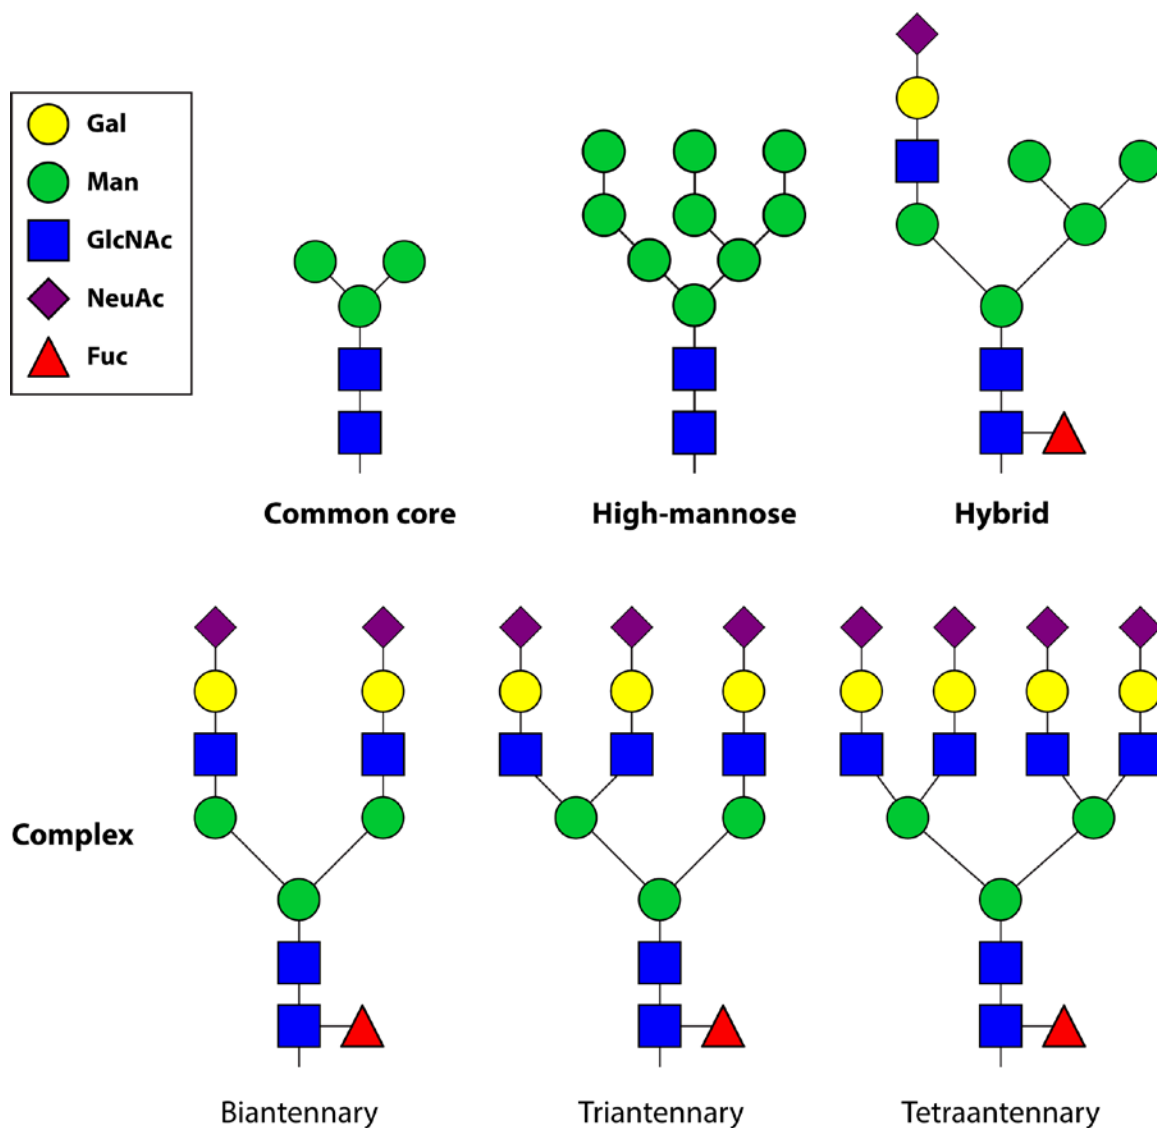 Gal
Man
GlcNAc
NeuAc
Fuc
Common core
High-mannose
Hybrid
Complex
Biantennary
Triantennary
Tetraantennary